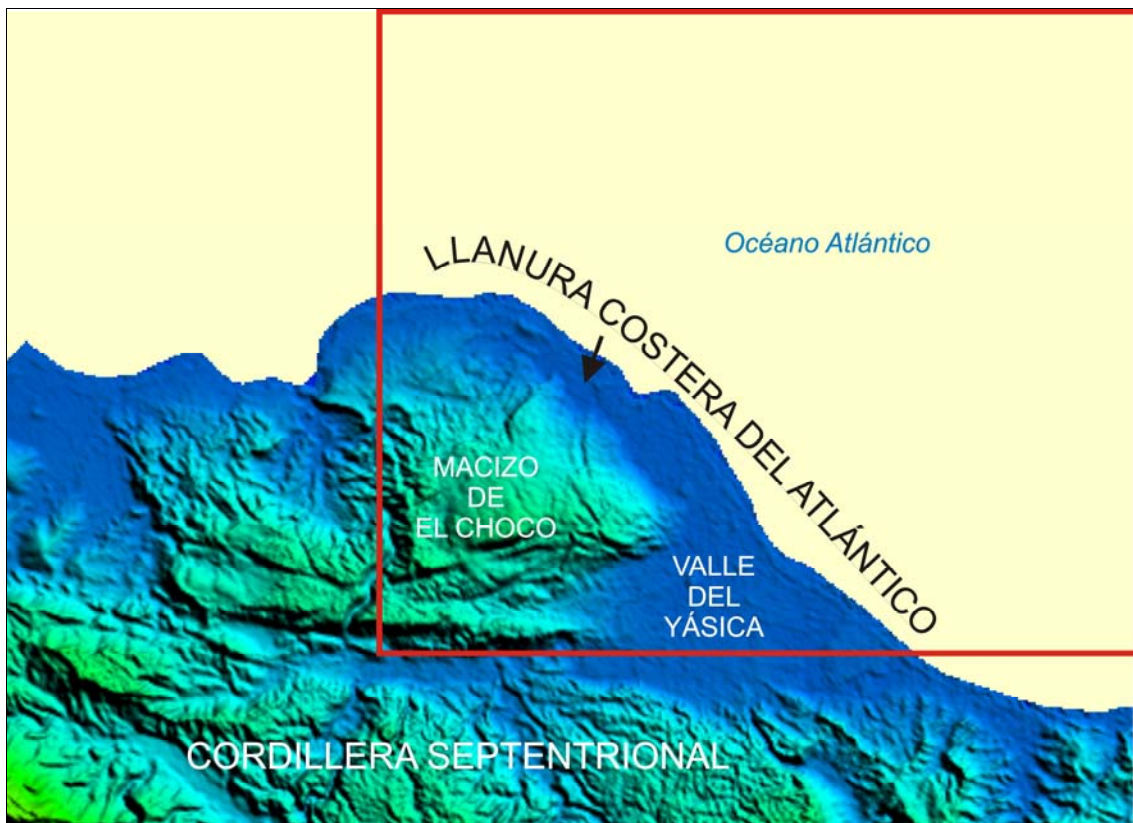 Océano Atlántico
LLANURA COSTERA DEL ATLÁNTICO
MACIZO
DE
EL CHOCO
VALLE
DEL
YÁSICA
CORDILLERA SEPTENTRIONAL